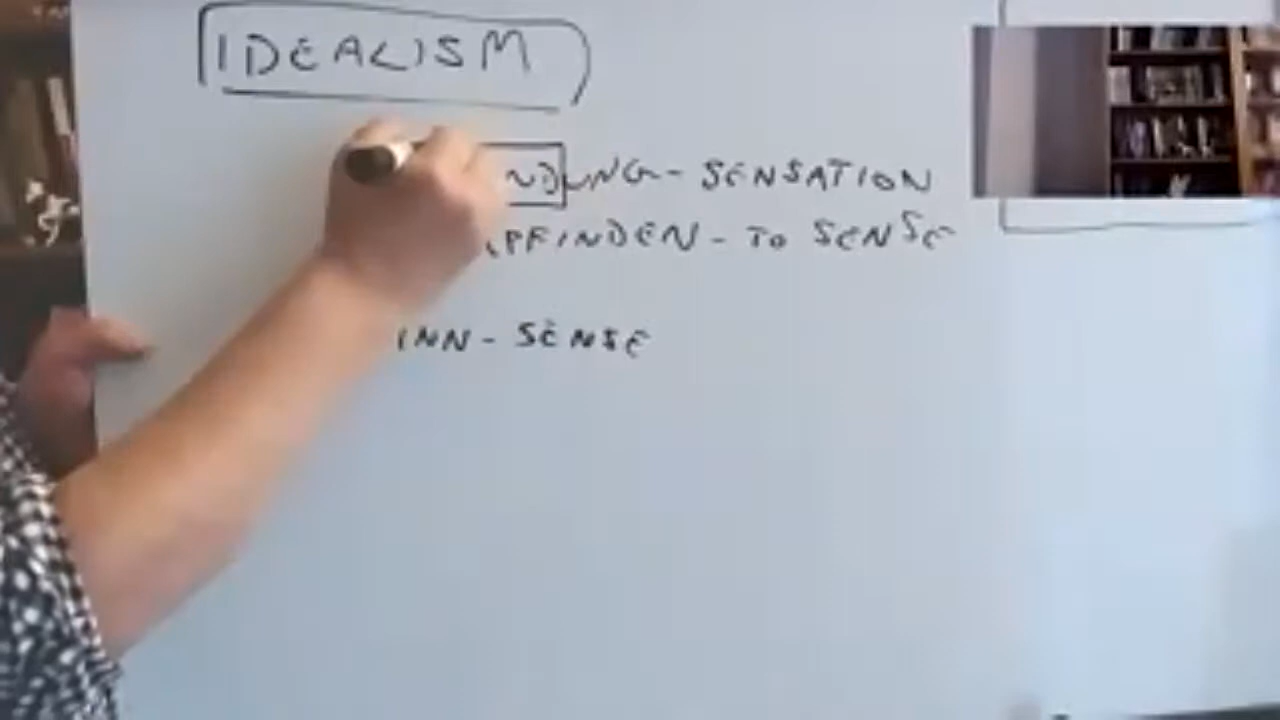 IDEALISM
NDUNG - SENSATION
PFINDEN - TO SENSE
INN - SENSE